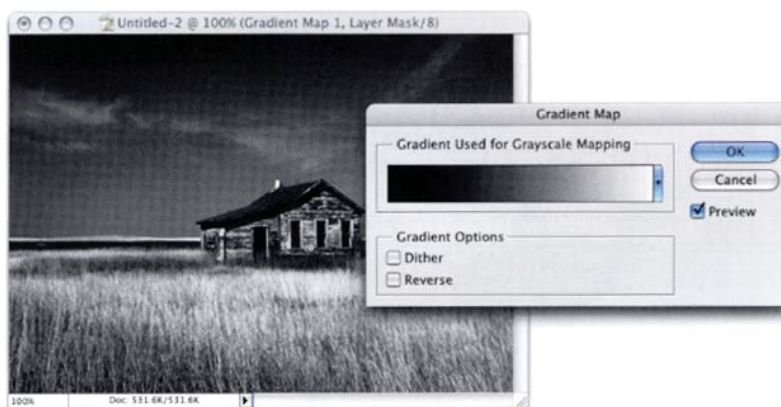 Untitled-2 @ 100% (Gradient Map 1, Layer Mask/8)
Gradient Map
Gradient Used for Grayscale Mapping
OK
Cancel
Preview
Gradient Options
Dither
Reverse
100%
Doc: 531.6K/531.6K